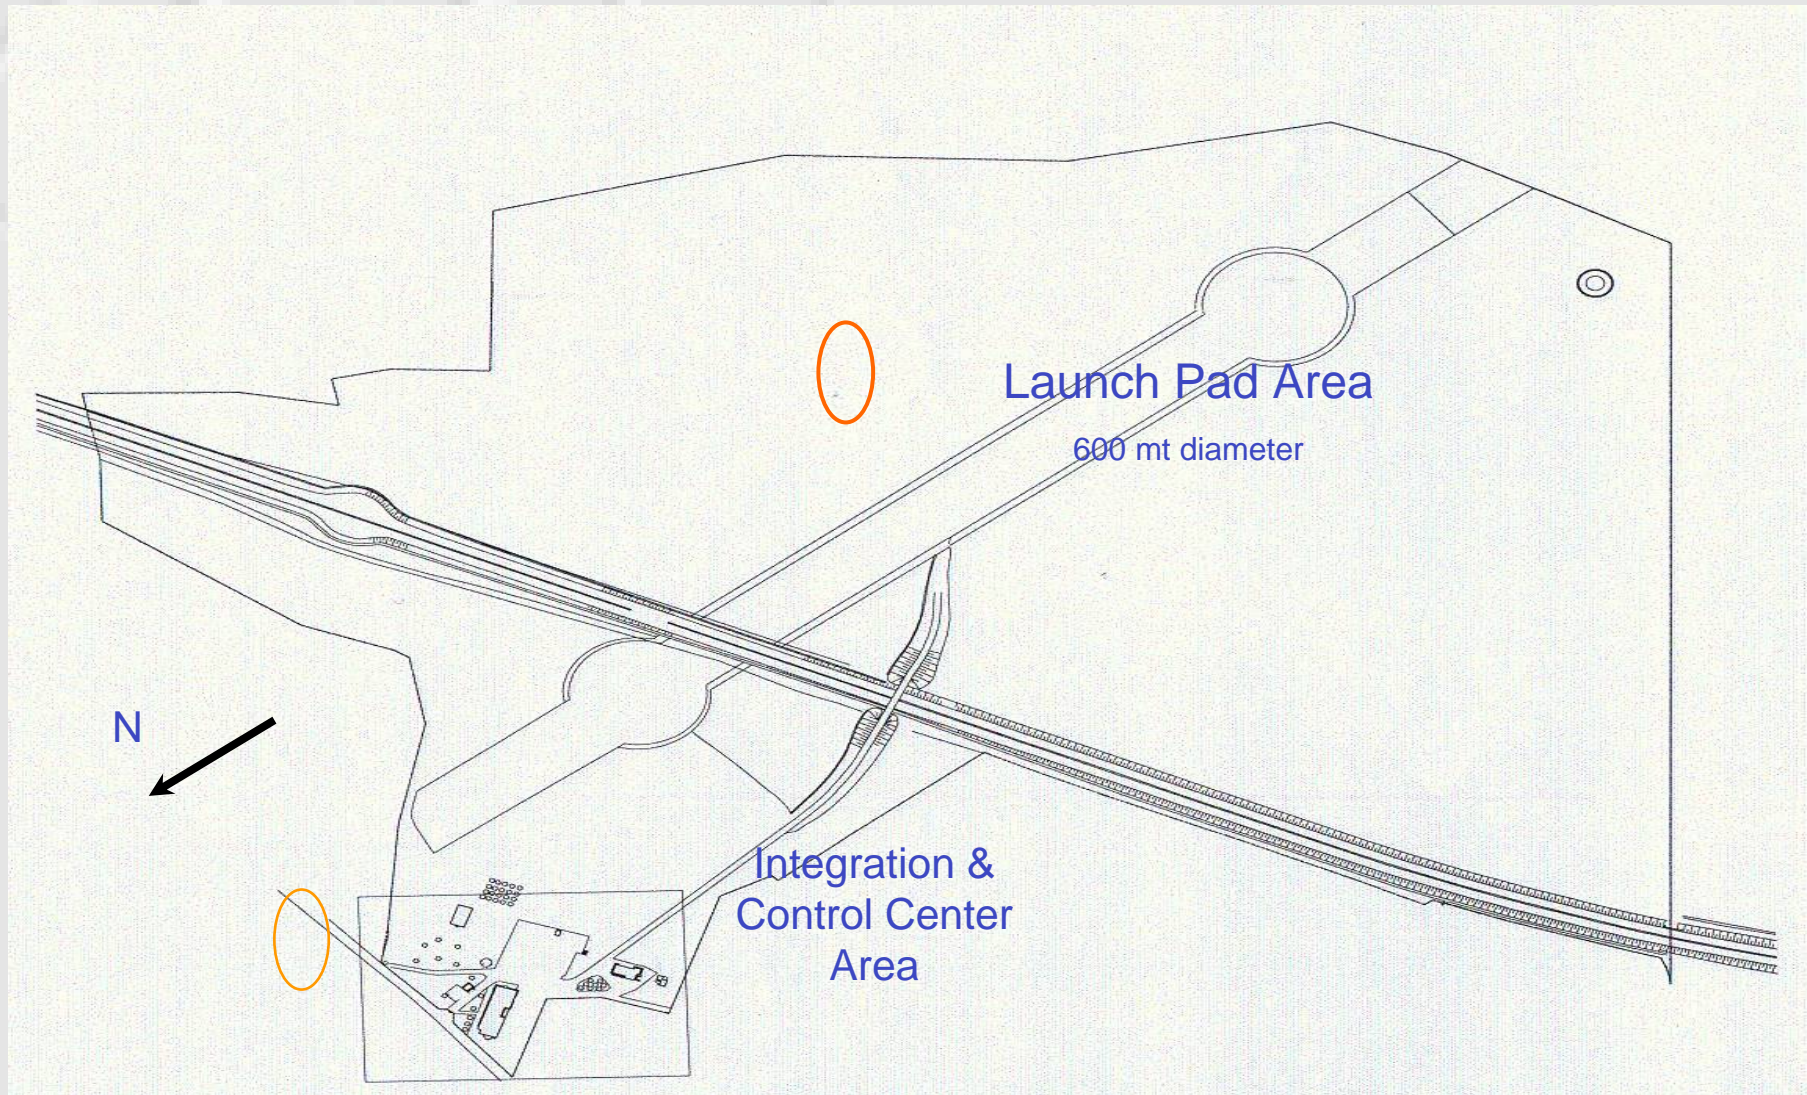 Launch Pad Area
600 mt diameter
N
Integration &
Control Center
Area